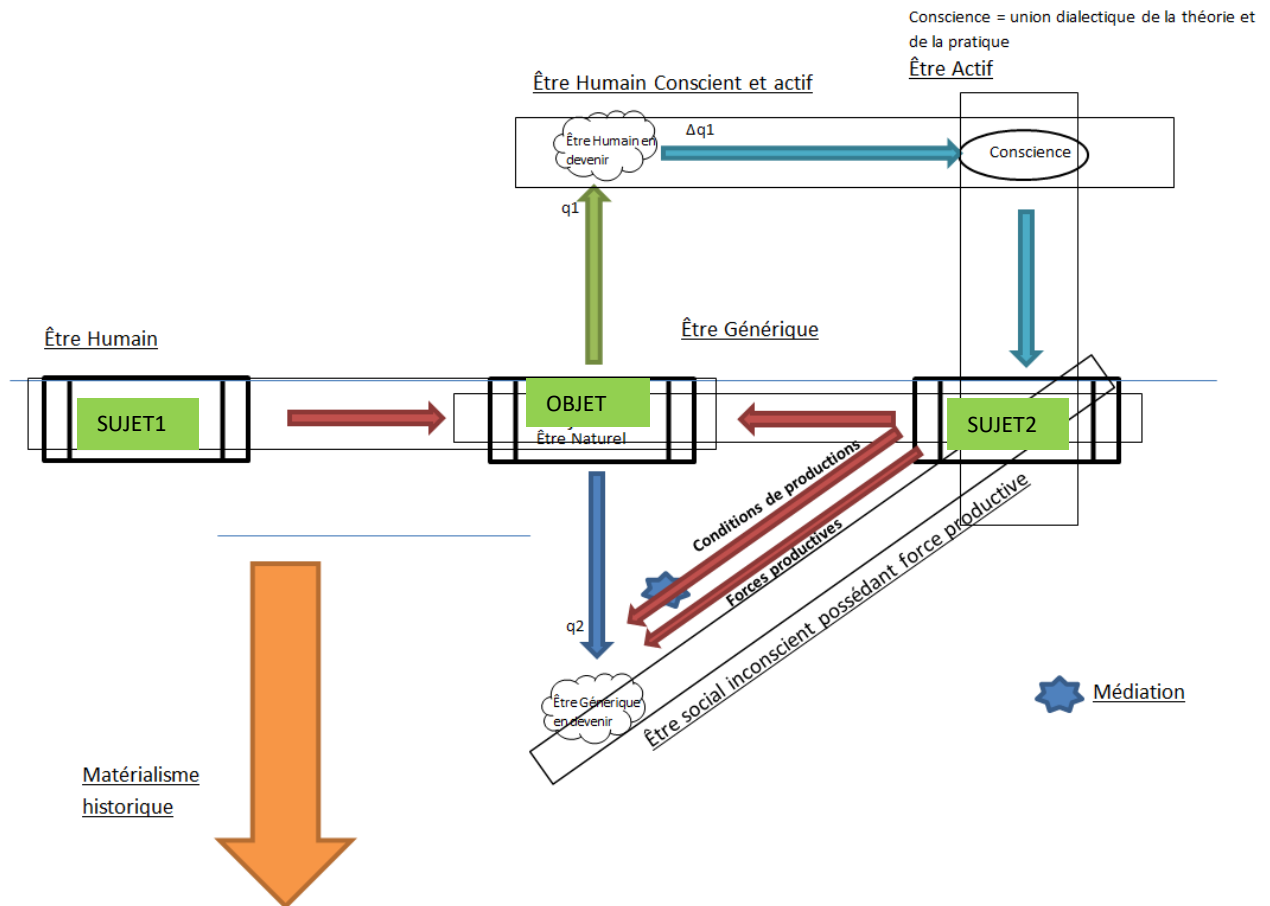 Conscience = union dialectique de la théorie et
de la pratique
Être Actif
Être Humain Conscient et actif
Être Humain en
devenir
Δq1
Conscience
q1
Être Humain
Être Générique
SUJET1
OBJET
Être Naturel
SUJET2
Conditions de productions
Forces productives
q2
Être Générique
en devenir
Être social inconscient possédant force productive
Médiation
Matérialisme
historique